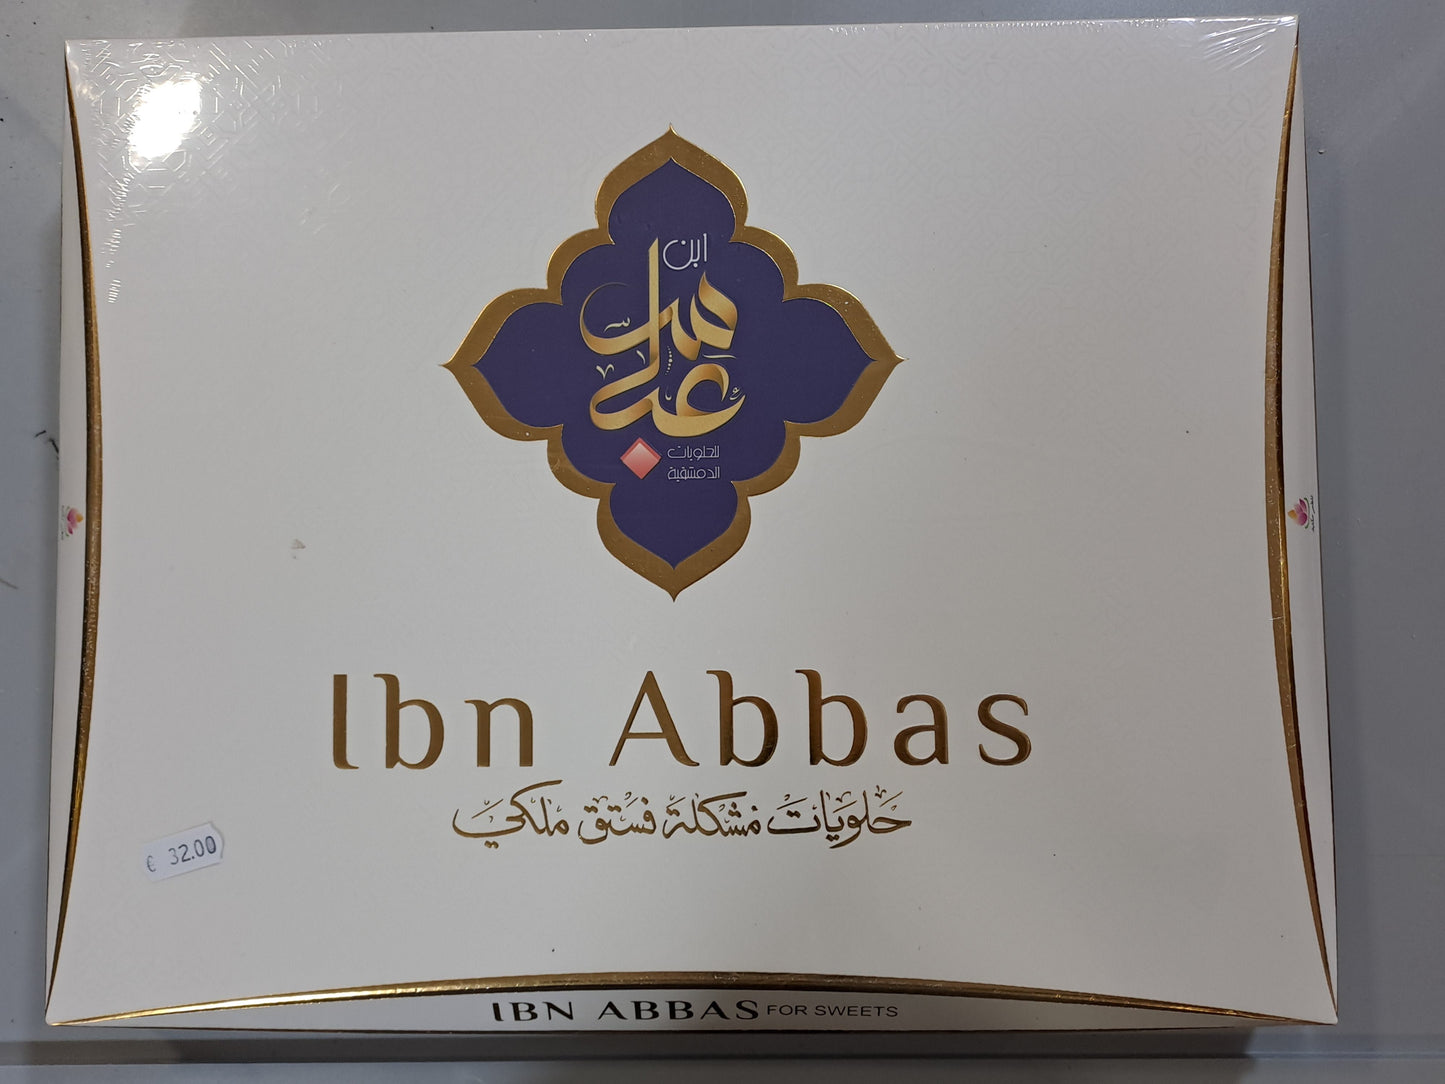 ابن
عباس
للحلويات
الدمشقية
Ibn Abbas
حلويات مشكلة فستق ملكي
€ 32.00
IBN ABBAS FOR SWEETS